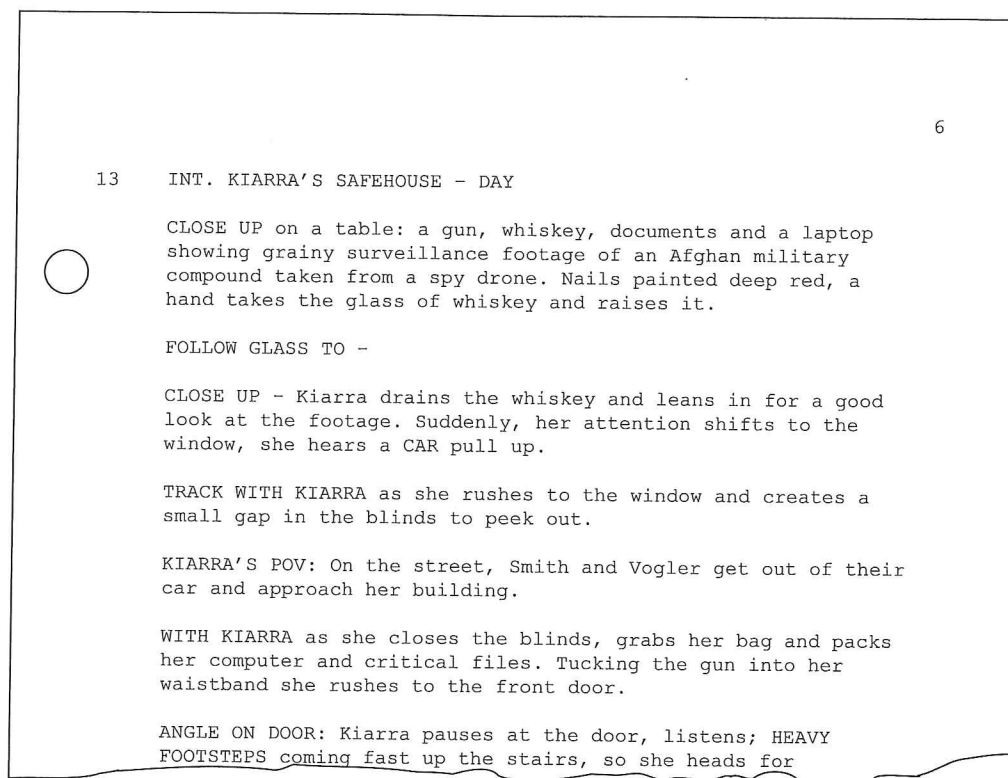 6
13 INT. KIARRA'S SAFEHOUSE - DAY
CLOSE UP on a table: a gun, whiskey, documents and a laptop
showing grainy surveillance footage of an Afghan military
compound taken from a spy drone. Nails painted deep red, a
hand takes the glass of whiskey and raises it.
FOLLOW GLASS TO -
CLOSE UP - Kiarra drains the whiskey and leans in for a good
look at the footage. Suddenly, her attention shifts to the
window, she hears a CAR pull up.
TRACK WITH KIARRA as she rushes to the window and creates a
small gap in the blinds to peek out.
KIARRA'S POV: On the street, Smith and Vogler get out of their
car and approach her building.
WITH KIARRA as she closes the blinds, grabs her bag and packs
her computer and critical files. Tucking the gun into her
waistband she rushes to the front door.
ANGLE ON DOOR: Kiarra pauses at the door, listens; HEAVY
FOOTSTEPS coming fast up the stairs, so she heads for